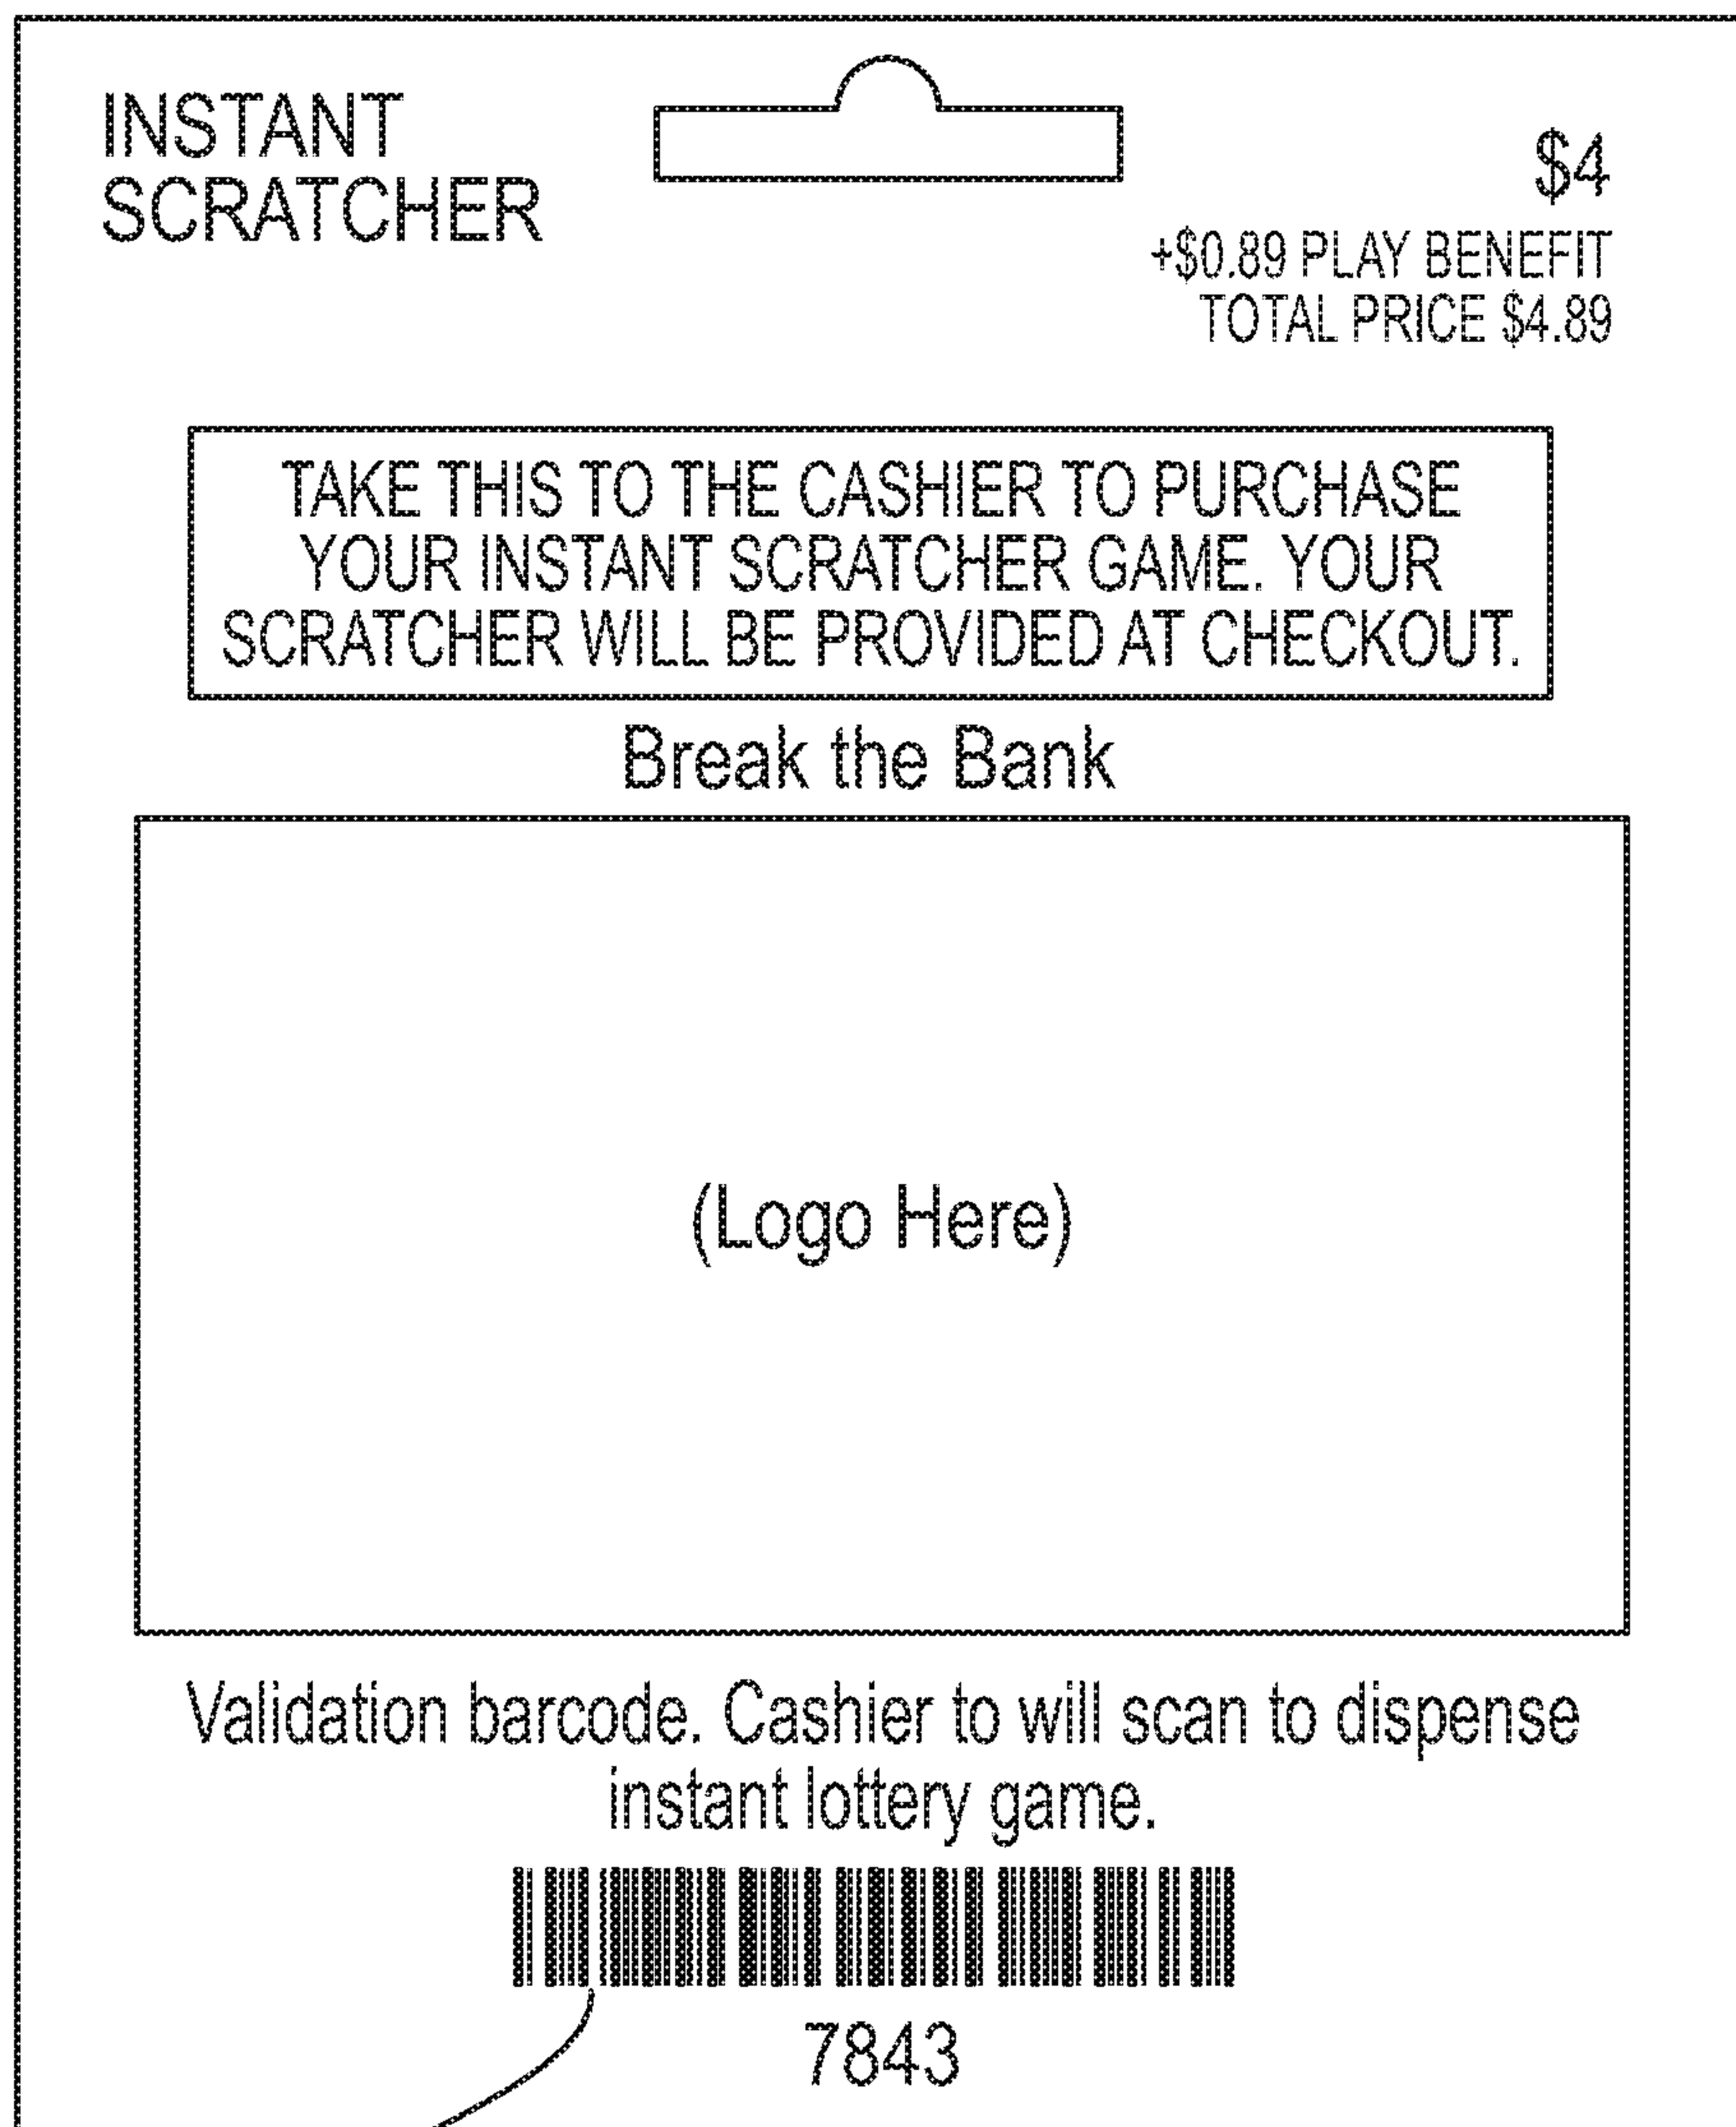 INSTANT
SCRATCHER
$4
+$0.89 PLAY BENEFIT
TOTAL PRICE $4.89
TAKE THIS TO THE CASHIER TO PURCHASE
YOUR INSTANT SCRATCHER GAME. YOUR
SCRATCHER WILL BE PROVIDED AT CHECKOUT.
Break the Bank
(Logo Here)
Validation barcode. Cashier to will scan to dispense
instant lottery game.
7843